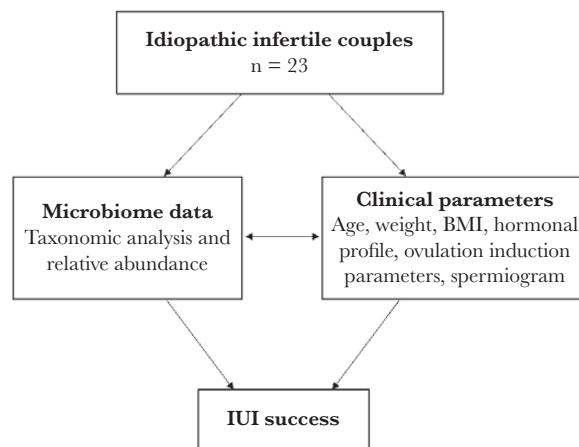 Idiopathic infertile couples
n = 23
Microbiome data
Taxonomic analysis and
relative abundance
Clinical parameters
Age, weight, BMI, hormonal
profile, ovulation induction
parameters, spermiogram
IUI success